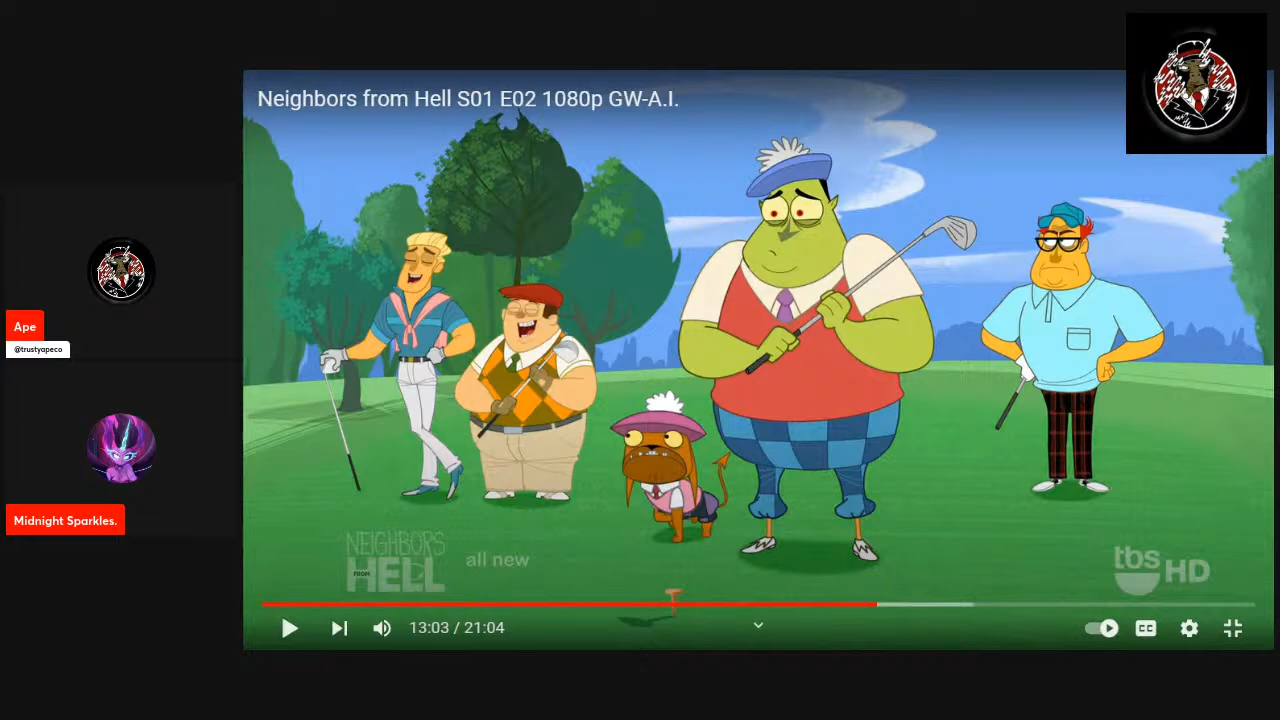 Neighbors from Hell S01 E02 1080p GW-A.I.
Ape
@trustyapeco
Midnight Sparkles.
NEIGHBORS
FROM
HELL
all new
tbs HD
13:03 / 21:04
CC